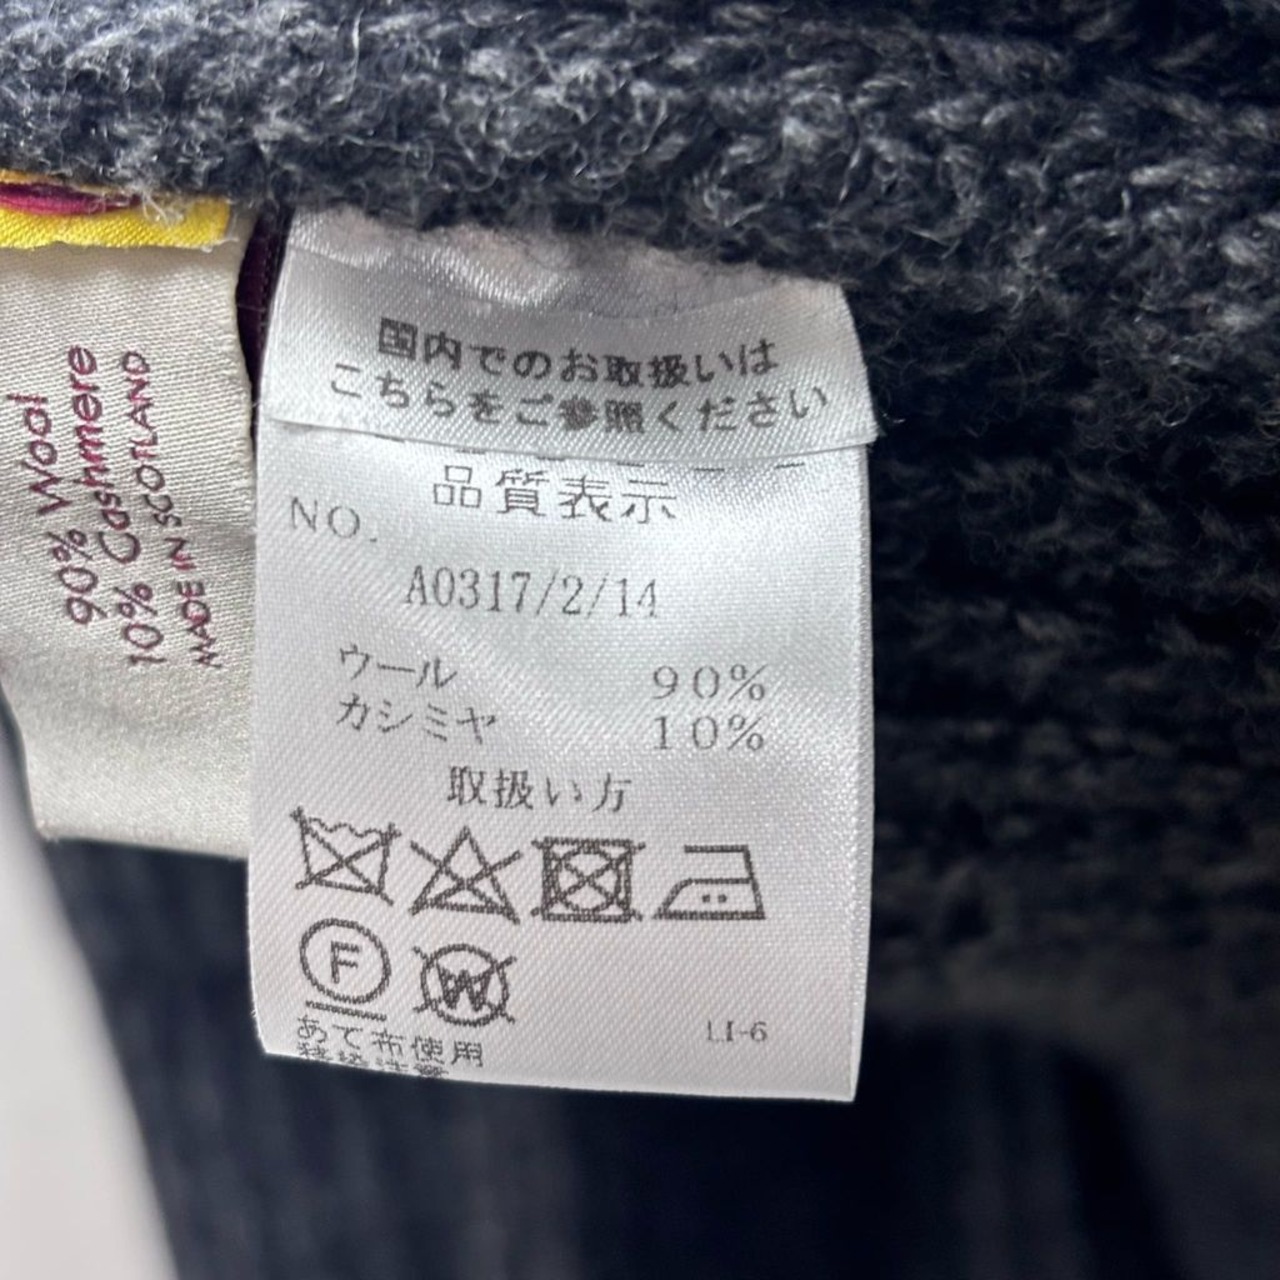 90% Wool
10% Cashmere
MADE IN SCOTLAND
国内でのお取扱いは
こちらをご参照ください
品質表示
NO.
A0317/2/14
ウール 90%
カシミヤ 10%
取扱い方
F
W
あて布使用
LI-6